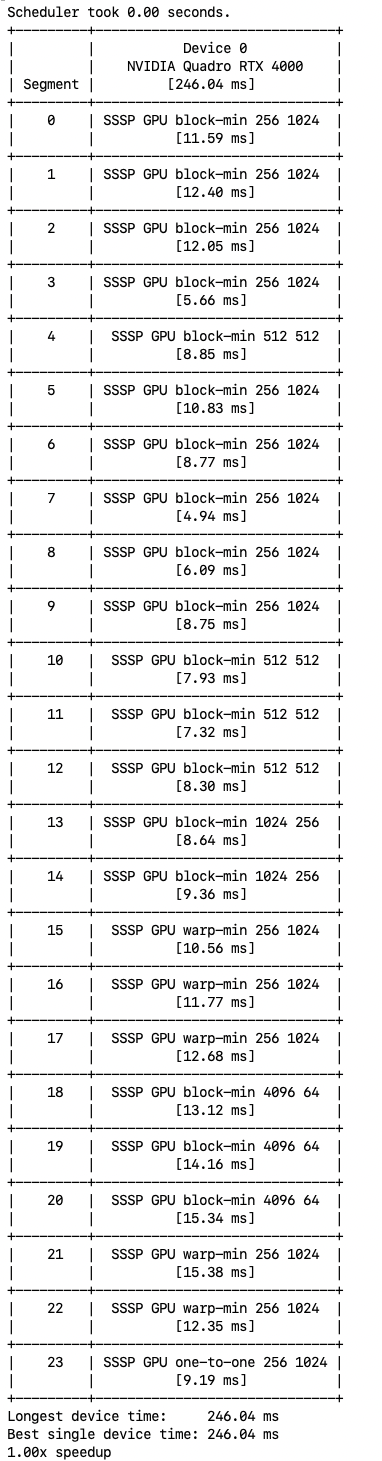 Scheduler took 0.00 seconds.
Device 0
NVIDIA Quadro RTX 4000
Segment | [246.04 ms]
0 | SSSP GPU block-min 256 1024
[11.59 ms]
1 | SSSP GPU block-min 256 1024
[12.40 ms]
2 | SSSP GPU block-min 256 1024
[12.05 ms]
3 | SSSP GPU block-min 256 1024
[5.66 ms]
4 | SSSP GPU block-min 512 512
[8.85 ms]
5 | SSSP GPU block-min 256 1024
[10.83 ms]
6 | SSSP GPU block-min 256 1024
[8.77 ms]
7 | SSSP GPU block-min 256 1024
[4.94 ms]
8 | SSSP GPU block-min 256 1024
[6.09 ms]
9 | SSSP GPU block-min 256 1024
[8.75 ms]
10 | SSSP GPU block-min 512 512
[7.93 ms]
11 | SSSP GPU block-min 512 512
[7.32 ms]
12 | SSSP GPU block-min 512 512
[8.30 ms]
13 | SSSP GPU block-min 1024 256
[8.64 ms]
14 | SSSP GPU block-min 1024 256
[9.36 ms]
15 | SSSP GPU warp-min 256 1024
[10.56 ms]
16 | SSSP GPU warp-min 256 1024
[11.77 ms]
17 | SSSP GPU warp-min 256 1024
[12.68 ms]
18 | SSSP GPU block-min 4096 64
[13.12 ms]
19 | SSSP GPU block-min 4096 64
[14.16 ms]
20 | SSSP GPU block-min 4096 64
[15.34 ms]
21 | SSSP GPU warp-min 256 1024
[15.38 ms]
22 | SSSP GPU warp-min 256 1024
[12.35 ms]
23 | SSSP GPU one-to-one 256 1024
[9.19 ms]
Longest device time: 246.04 ms
Best single device time: 246.04 ms
1.00x speedup